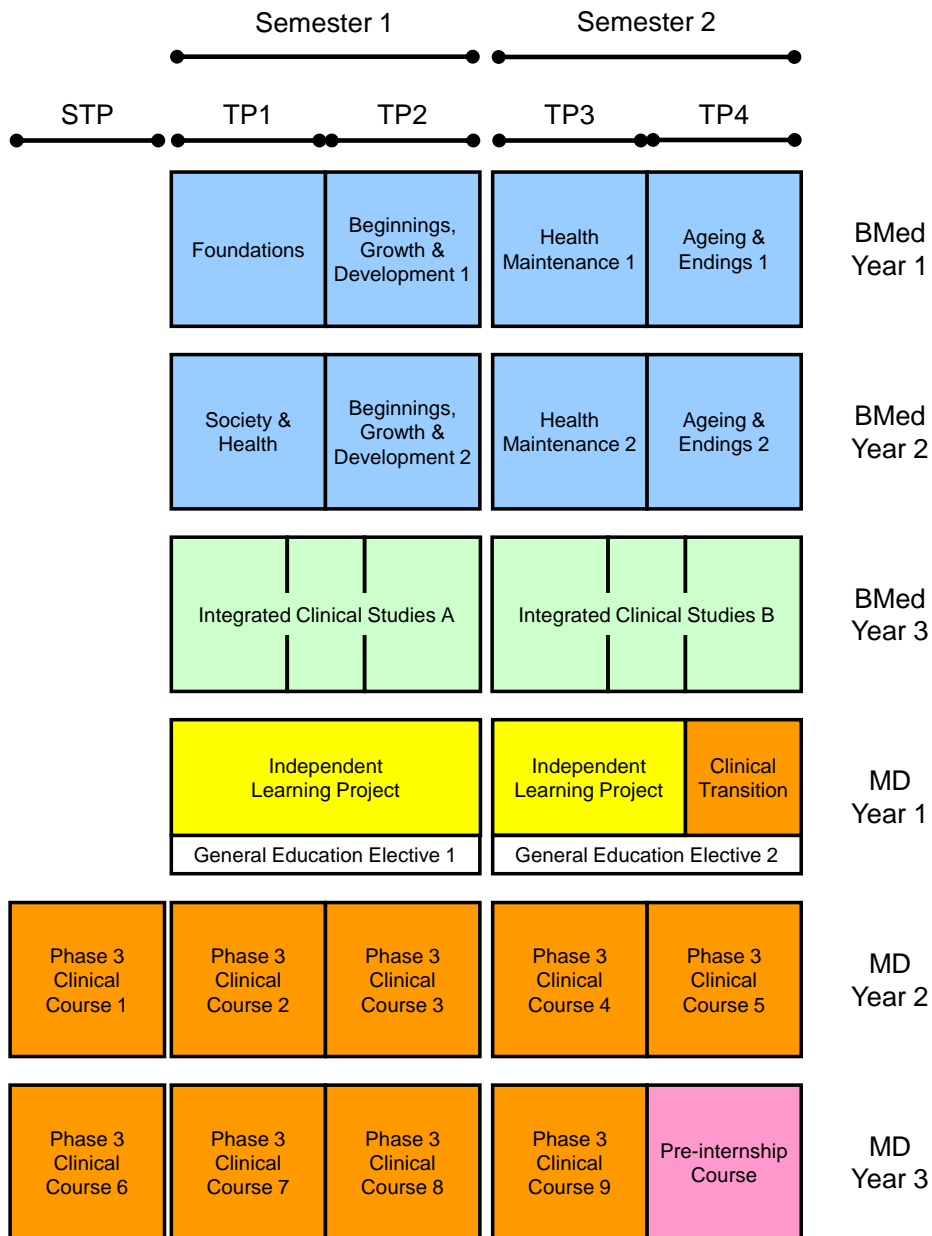 Semester 1
Semester 2
STP
TP1
TP2
TP3
TP4
Foundations
Beginnings,
Growth &
Development 1
Health
Maintenance 1
Ageing &
Endings 1
BMed
Year 1
Society &
Health
Beginnings,
Growth &
Development 2
Health
Maintenance 2
Ageing &
Endings 2
BMed
Year 2
Integrated Clinical Studies A
Integrated Clinical Studies B
BMed
Year 3
Independent
Learning Project
Independent
Learning Project
Clinical
Transition
General Education Elective 1
General Education Elective 2
MD
Year 1
Phase 3
Clinical
Course 1
Phase 3
Clinical
Course 2
Phase 3
Clinical
Course 3
Phase 3
Clinical
Course 4
Phase 3
Clinical
Course 5
MD
Year 2
Phase 3
Clinical
Course 6
Phase 3
Clinical
Course 7
Phase 3
Clinical
Course 8
Phase 3
Clinical
Course 9
Pre-internship
Course
MD
Year 3